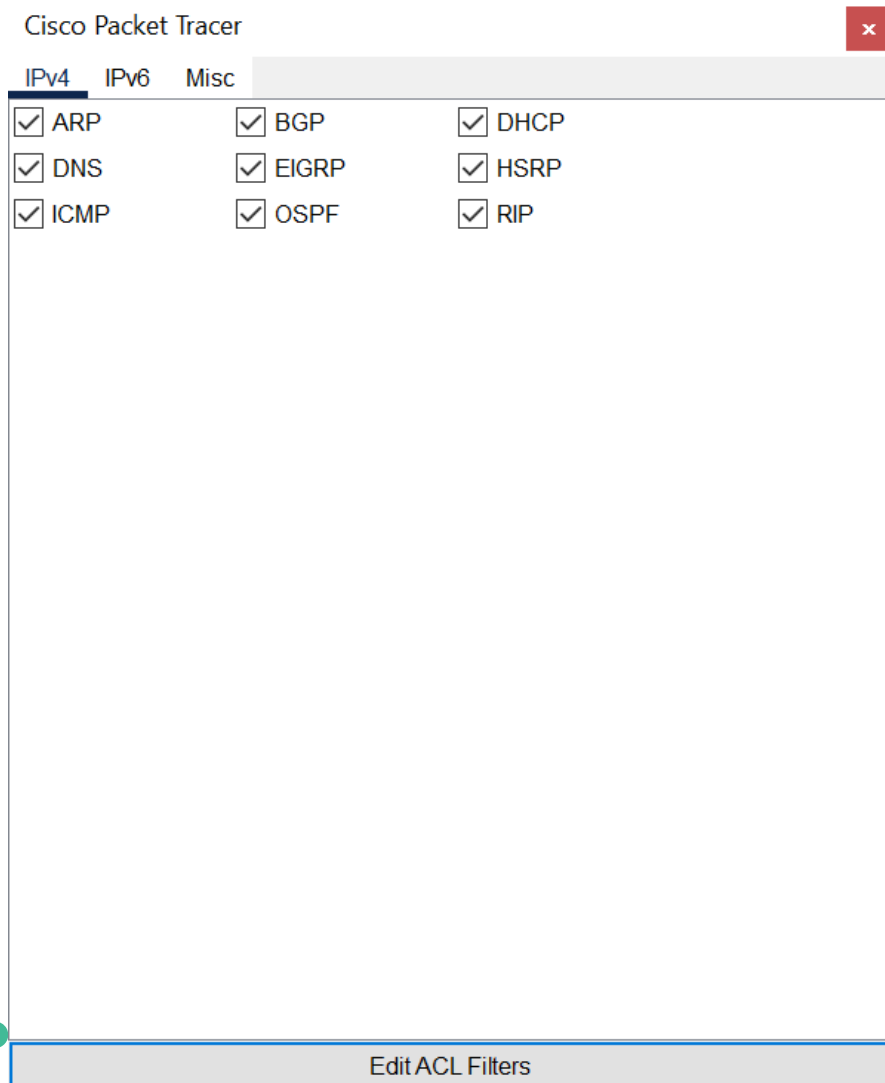 Cisco Packet Tracer x
IPv4 IPv6 Misc
ARP BGP DHCP
DNS EIGRP HSRP
ICMP OSPF RIP
Edit ACL Filters